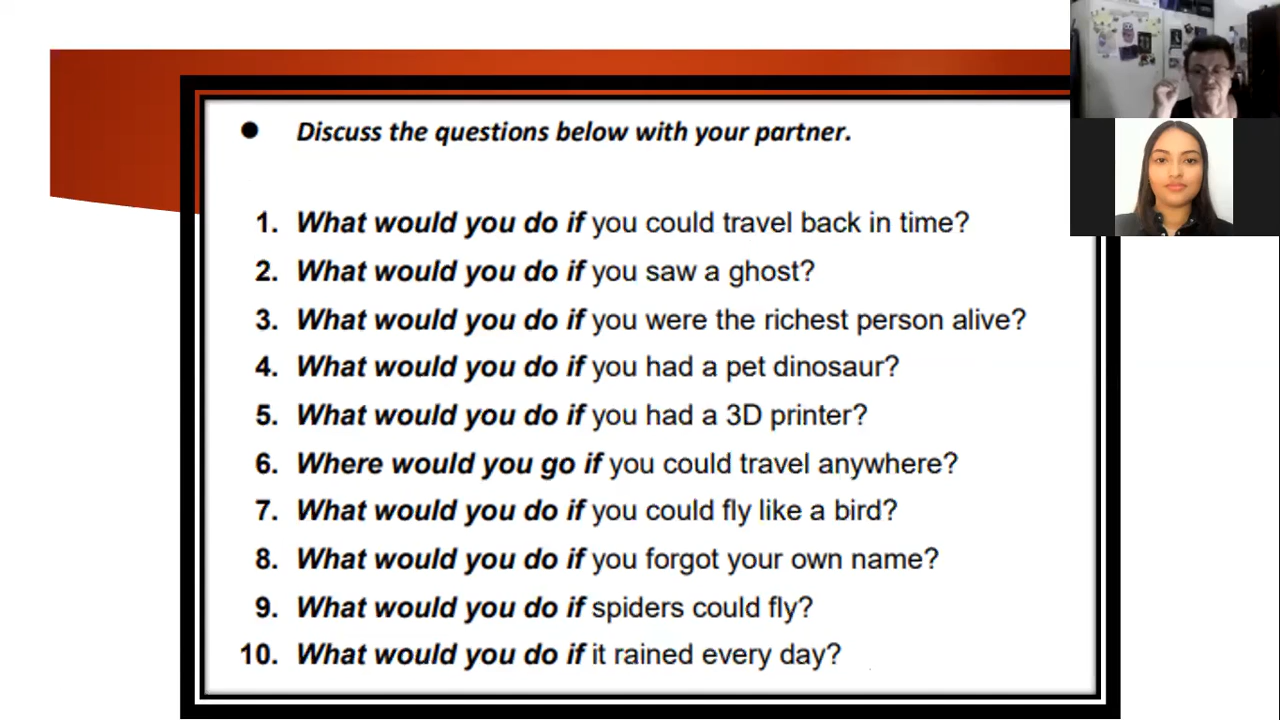 ● Discuss the questions below with your partner.
1. What would you do if you could travel back in time?
2. What would you do if you saw a ghost?
3. What would you do if you were the richest person alive?
4. What would you do if you had a pet dinosaur?
5. What would you do if you had a 3D printer?
6. Where would you go if you could travel anywhere?
7. What would you do if you could fly like a bird?
8. What would you do if you forgot your own name?
9. What would you do if spiders could fly?
10. What would you do if it rained every day?